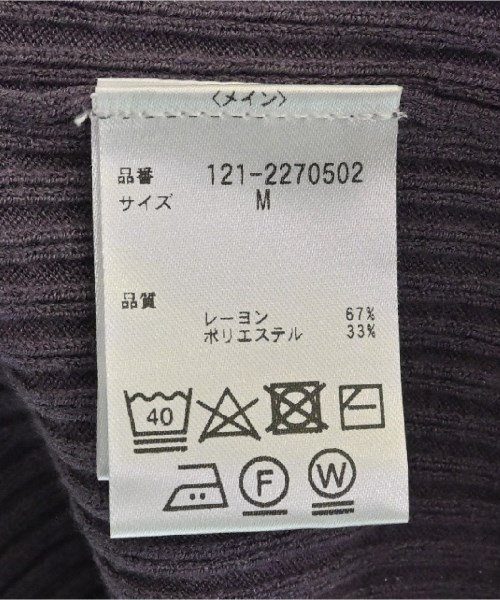 〈メイン〉
品番 121-2270502
サイズ M
品質
レーヨン 67%
ポリエステル 33%
40
F W